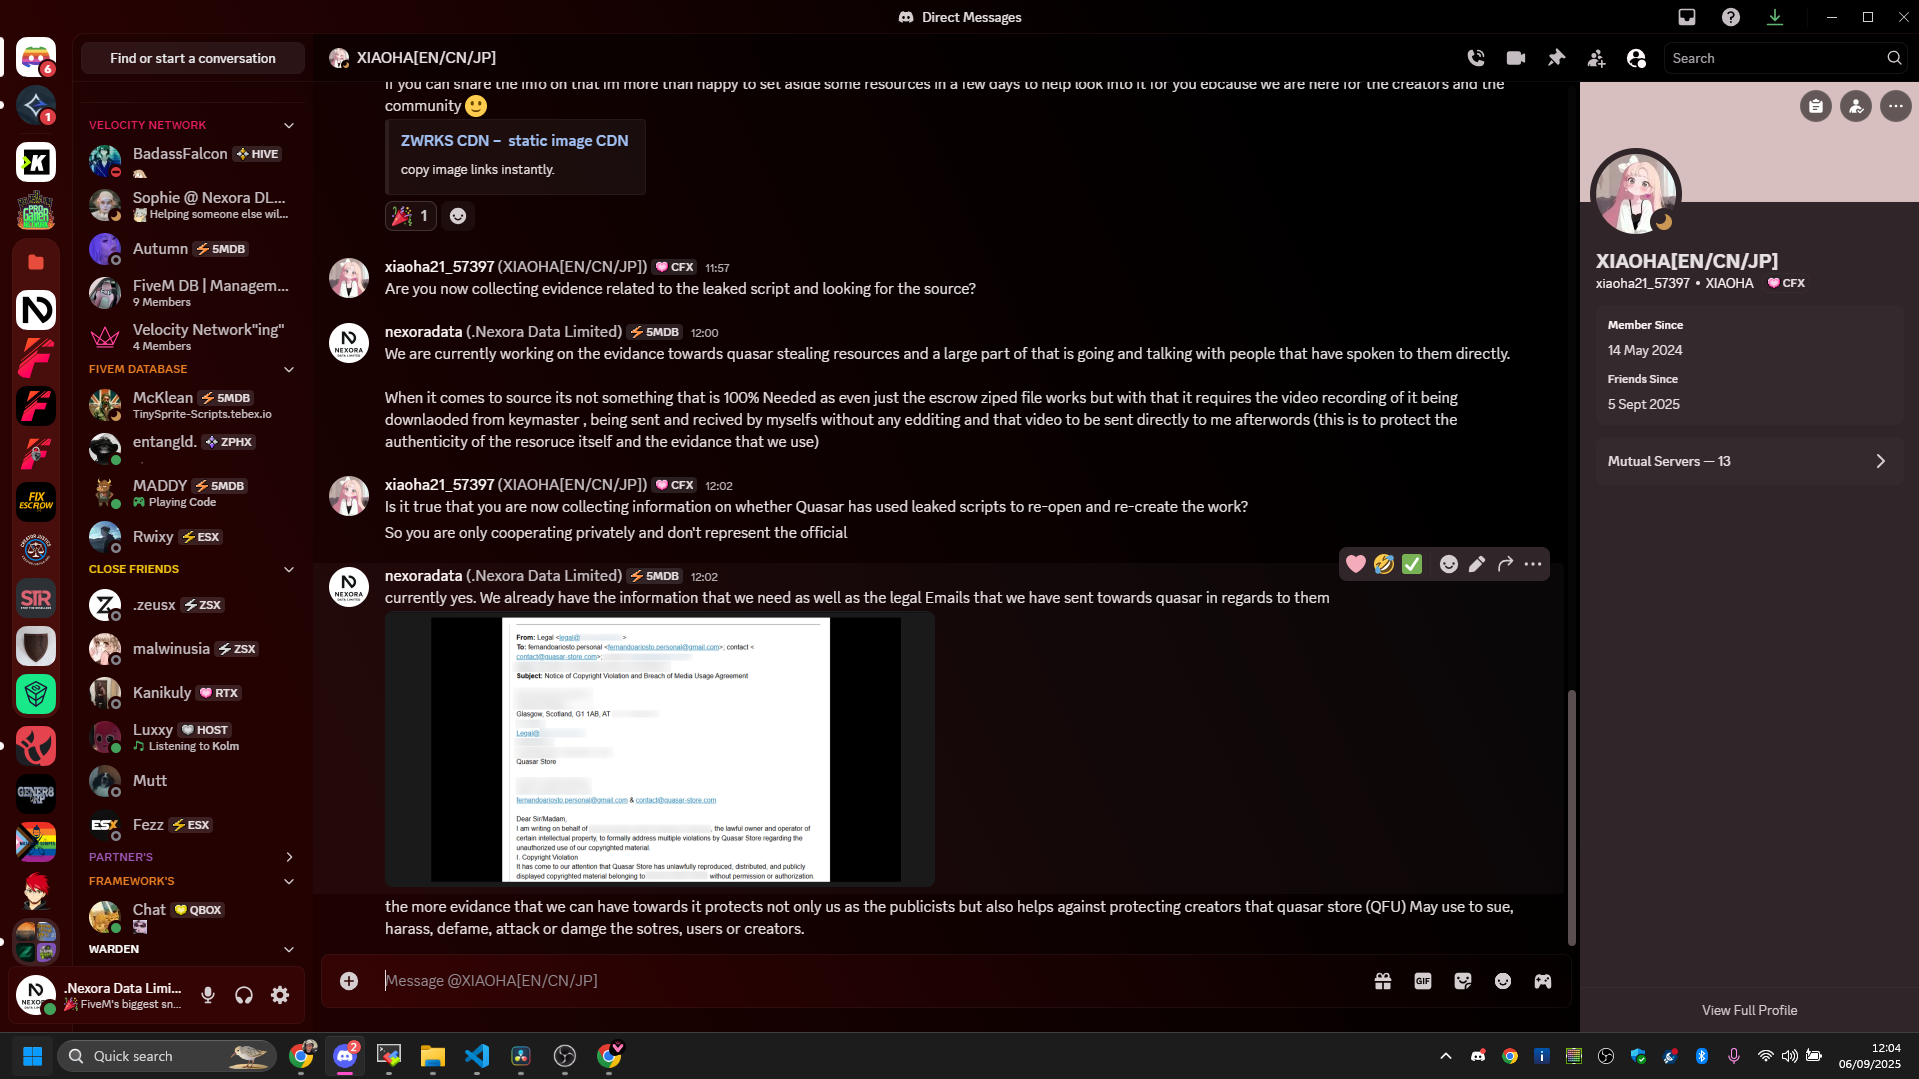 Direct Messages
Find or start a conversation
XIAOHA[EN/CN/JP]
Search
6
1
VELOCITY NETWORK
BadassFalcon HIVE
Sophie @ Nexora DL...
Helping someone else wil...
Autumn 5MDB
FiveM DB | Managem...
9 Members
Velocity Network"ing"
4 Members
FIVEM DATABASE
McKlean 5MDB
TinySprite-Scripts.tebex.io
entangld. ZPHX
MADDY 5MDB
Playing Code
Rwixy ESX
CLOSE FRIENDS
.zeusx ZSX
malwinusia ZSX
Kanikuly RTX
Luxxy HOST
Listening to Kolm
Mutt
Fezz ESX
PARTNER'S
FRAMEWORK'S
Chat QBOX
WARDEN
.Nexora Data Limi...
FiveM's biggest sn...
FIX
ESCROW
STR
GENER8
ESX
if you can share the info on that im more than happy to set aside some resources in a few days to help look into it for you ebcause we are here for the creators and the
community 🙂
ZWRKS CDN – static image CDN
copy image links instantly.
1
xiaoha21_57397 (XIAOHA[EN/CN/JP]) CFX 11:57
Are you now collecting evidence related to the leaked script and looking for the source?
nexoradata (.Nexora Data Limited) 5MDB 12:00
We are currently working on the evidance towards quasar stealing resources and a large part of that is going and talking with people that have spoken to them directly.
When it comes to source its not something that is 100% Needed as even just the escrow ziped file works but with that it requires the video recording of it being
downlaoded from keymaster , being sent and recived by myselfs without any edditing and that video to be sent directly to me afterwords (this is to protect the
authenticity of the resoruce itself and the evidence that we use)
xiaoha21_57397 (XIAOHA[EN/CN/JP]) CFX 12:02
Is it true that you are now collecting information on whether Quasar has used leaked scripts to re-open and re-create the work?
So you are only cooperating privately and don't represent the official
nexoradata (.Nexora Data Limited) 5MDB 12:02
currently yes. We already have the information that we need as well as the legal Emails that we have sent towards quasar in regards to them
From: Legal <legal@ >
To: fernandoariosto.personal <fernandoariosto.personal@gmail.com>; contact <
contact@quasar-store.com>;
Subject: Notice of Copyright Violation and Breach of Media Usage Agreement
Glasgow, Scotland, G1 1AB, AT
Legal@
Quasar Store
fernandoariosto.personal@gmail.com & contact@quasar-store.com
Dear Sir/Madam,
I am writing on behalf of , the lawful owner and operator of
certain intellectual property, to formally address multiple violations by Quasar Store regarding the
unauthorized use of our copyrighted material.
I. Copyright Violation
It has come to our attention that Quasar Store has unlawfully reproduced, distributed, and publicly
displayed copyrighted material belonging to without permission or authorization.
the more evidence that we can have towards it protects not only us as the publicists but also helps against protecting creators that quasar store (QFU) May use to sue,
harass, defame, attack or damge the sotres, users or creators.
Message @XIAOHA[EN/CN/JP]
GIF
XIAOHA[EN/CN/JP]
xiaoha21_57397 • XIAOHA CFX
Member Since
14 May 2024
Friends Since
5 Sept 2025
Mutual Servers — 13
View Full Profile
Quick search
2
12:04
06/09/2025